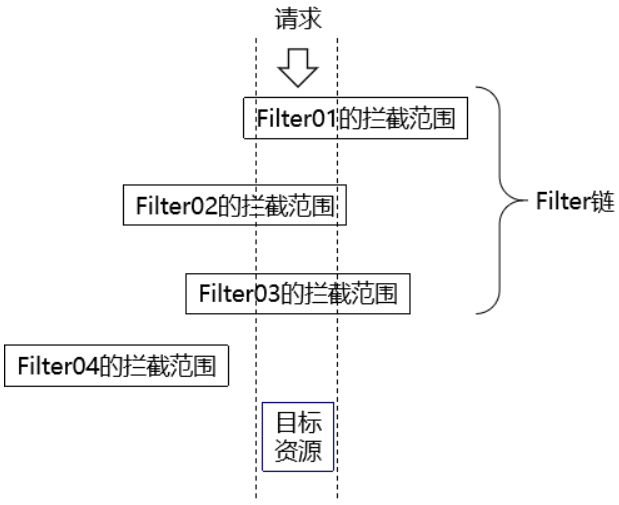 请求
Filter01的拦截范围
Filter02的拦截范围
Filter链
Filter03的拦截范围
Filter04的拦截范围
目标
资源